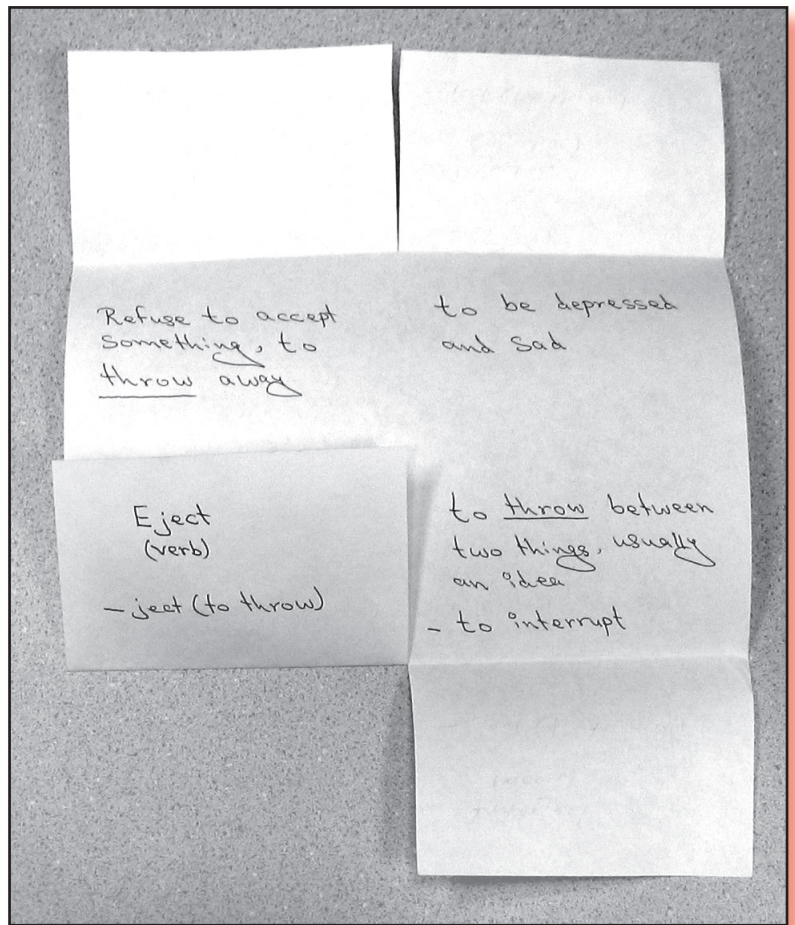 Refuse to accept
something, to
throw away
to be depressed
and sad
Eject
(verb)
- ject (to throw)
to throw between
two things, usually
an idea
- to interrupt